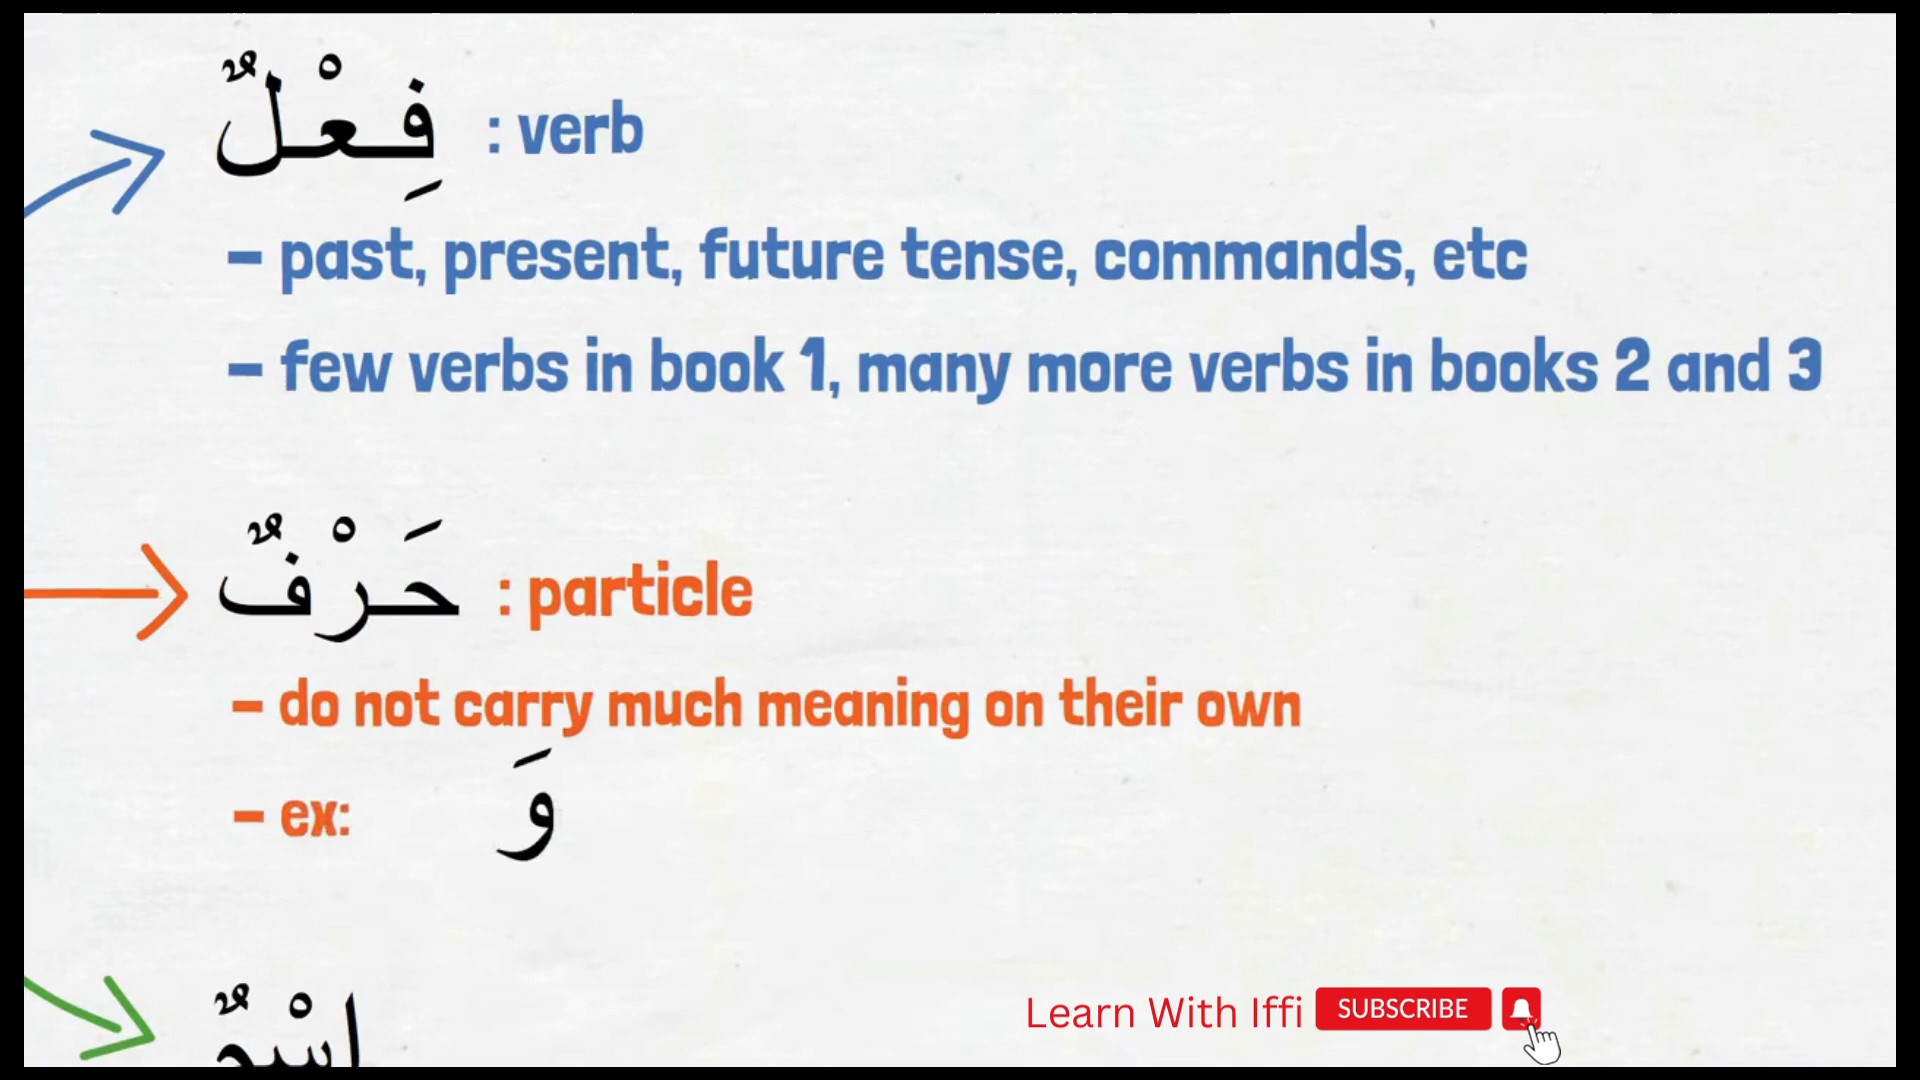 فِعْلٌ : verb
- past, present, future tense, commands, etc
- few verbs in book 1, many more verbs in books 2 and 3
حَرْفٌ : particle
- do not carry much meaning on their own
- ex: وَ
اِسْمٌ
Learn With Iffi SUBSCRIBE